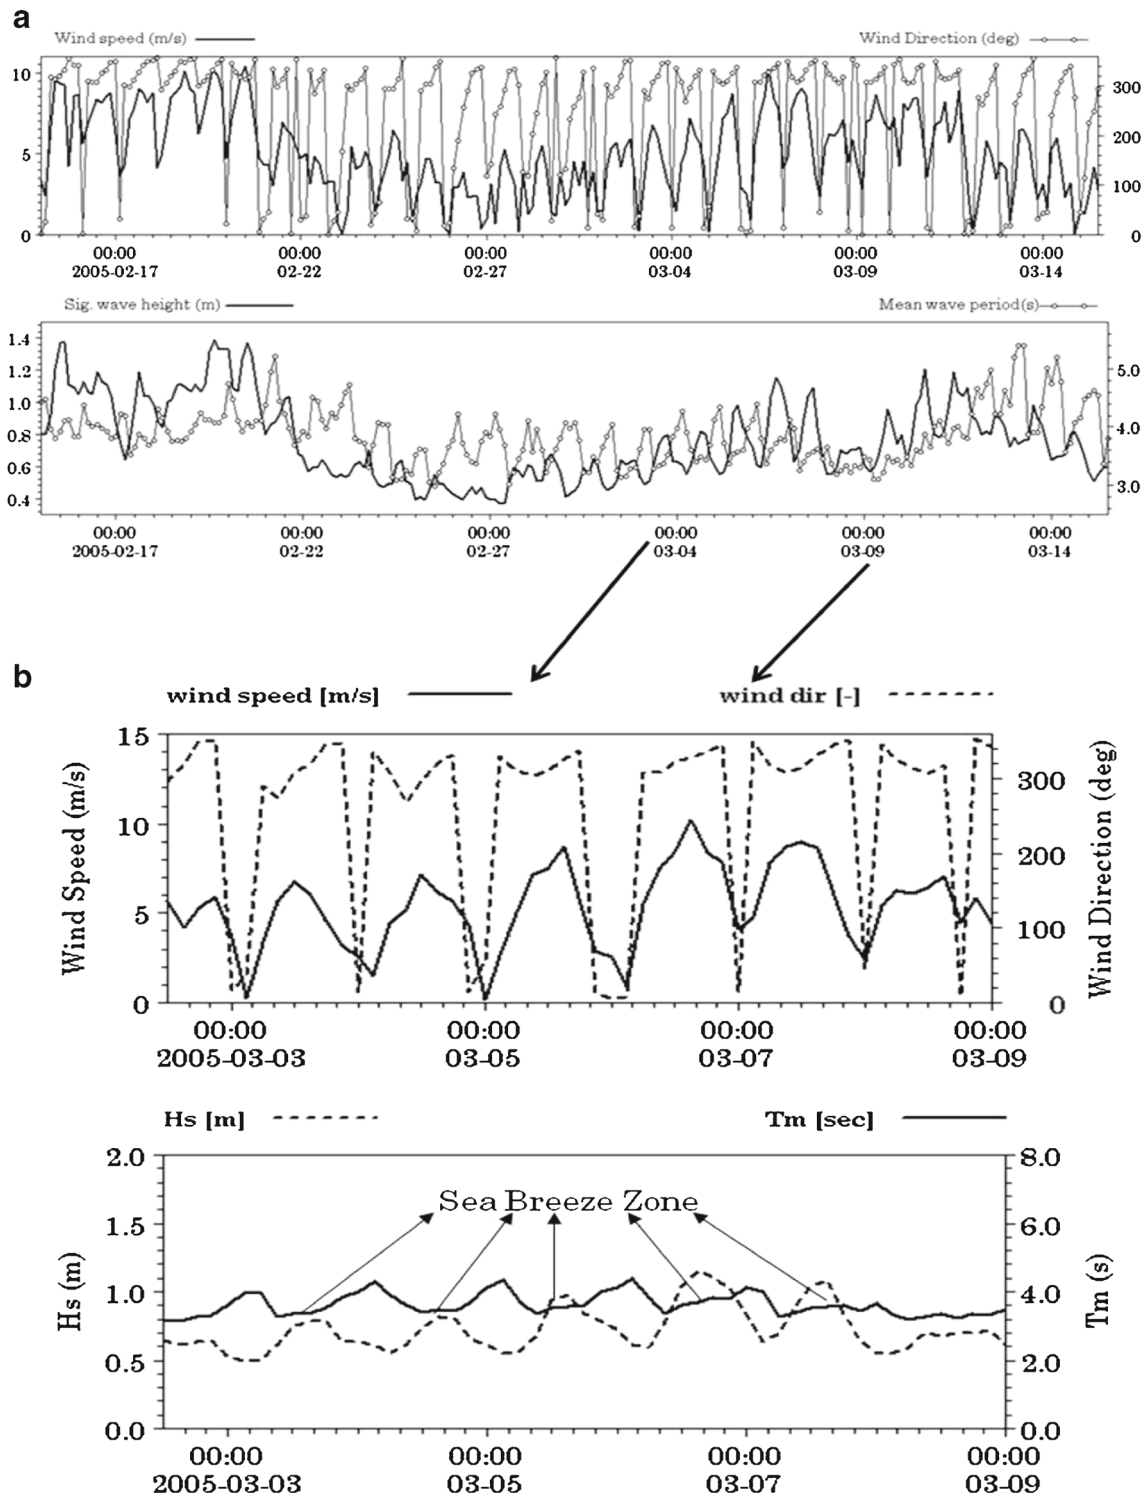 a
Wind speed (m/s)
Wind Direction (deg)
10
5
0
300
200
100
0
00:00 00:00 00:00 00:00 00:00 00:00
2005-02-17 02-22 02-27 03-04 03-09 03-14
Sig. wave height (m)
Mean wave period(s)
1.4
1.2
1.0
0.8
0.6
0.4
5.0
4.0
3.0
00:00 00:00 00:00 00:00 00:00 00:00
2005-02-17 02-22 02-27 03-04 03-09 03-14
b
wind speed [m/s]
wind dir [-]
Wind Speed (m/s)
15
10
5
0
300
200
100
0
Wind Direction (deg)
00:00 00:00 00:00 00:00
2005-03-03 03-05 03-07 03-09
Hs [m]
Tm [sec]
Hs (m)
2.0
1.5
1.0
0.5
0.0
Sea Breeze Zone
8.0
6.0
4.0
2.0
0.0
Tm (s)
00:00 00:00 00:00 00:00
2005-03-03 03-05 03-07 03-09